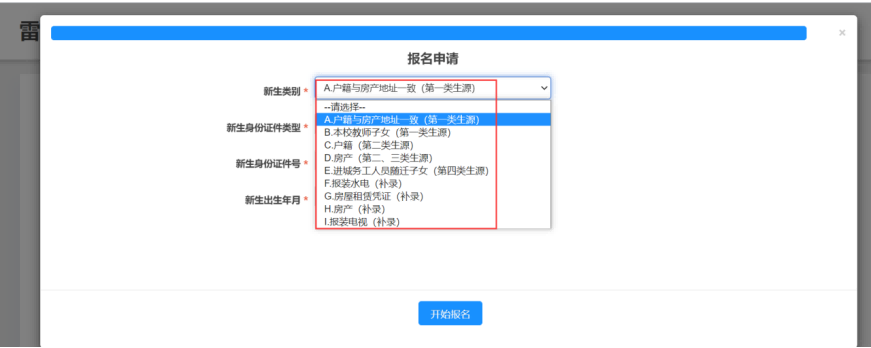 雷
×
报名申请
新生类别 *
A.户籍与房产地址一致（第一类生源）
--请选择--
A.户籍与房产地址一致（第一类生源）
B.本校教师子女（第一类生源）
C.户籍（第二类生源）
D.房产（第二、三类生源）
E.进城务工人员随迁子女（第四类生源）
F.报装水电（补录）
G.房屋租赁凭证（补录）
H.房产（补录）
I.报装电视（补录）
新生身份证件类型 *
新生身份证件号 *
新生出生年月 *
开始报名